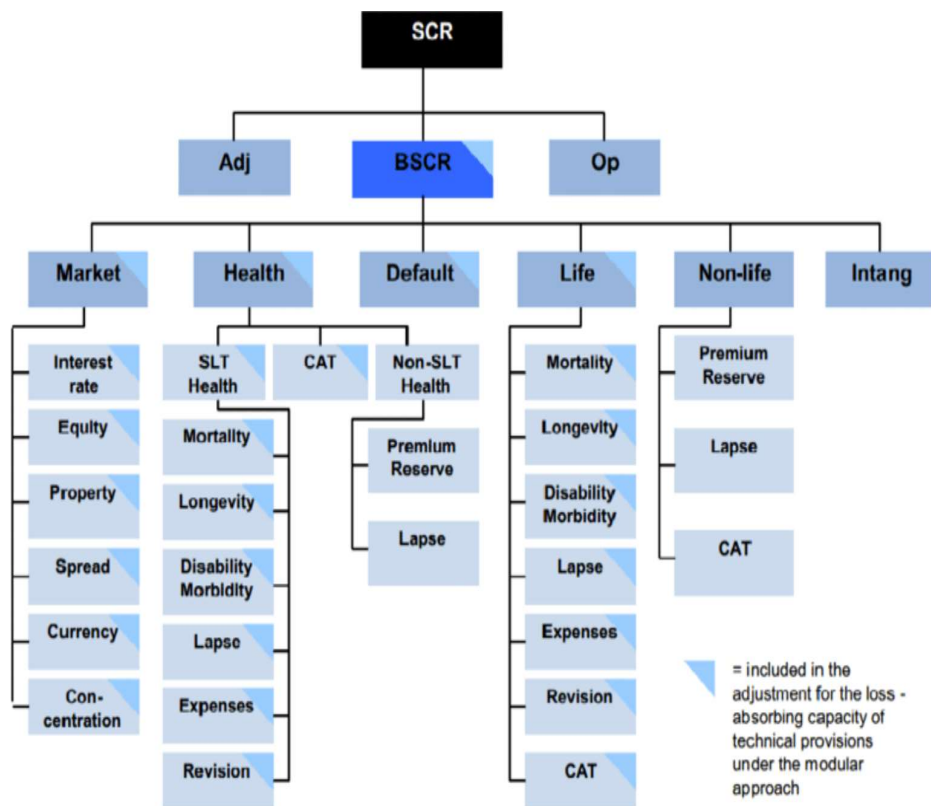 SCR
Adj
BSCR
Op
Market
Health
Default
Life
Non-life
Intang
Interest
rate
Equity
Property
Spread
Currency
Con-
centration
SLT
Health
CAT
Non-SLT
Health
Mortality
Longevity
Disability
Morbidity
Lapse
Expenses
Revision
Premium
Reserve
Lapse
Mortality
Longevity
Disability
Morbidity
Lapse
Expenses
Revision
CAT
Premium
Reserve
Lapse
CAT
= included in the
adjustment for the loss -
absorbing capacity of
technical provisions
under the modular
approach